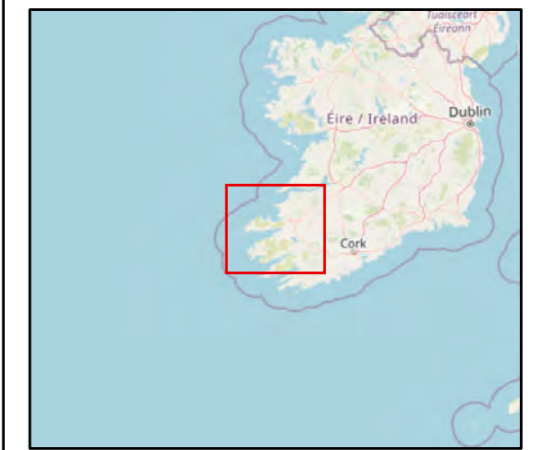 Tuaisceart
Éireann
Éire / Ireland
Dublin
Cork